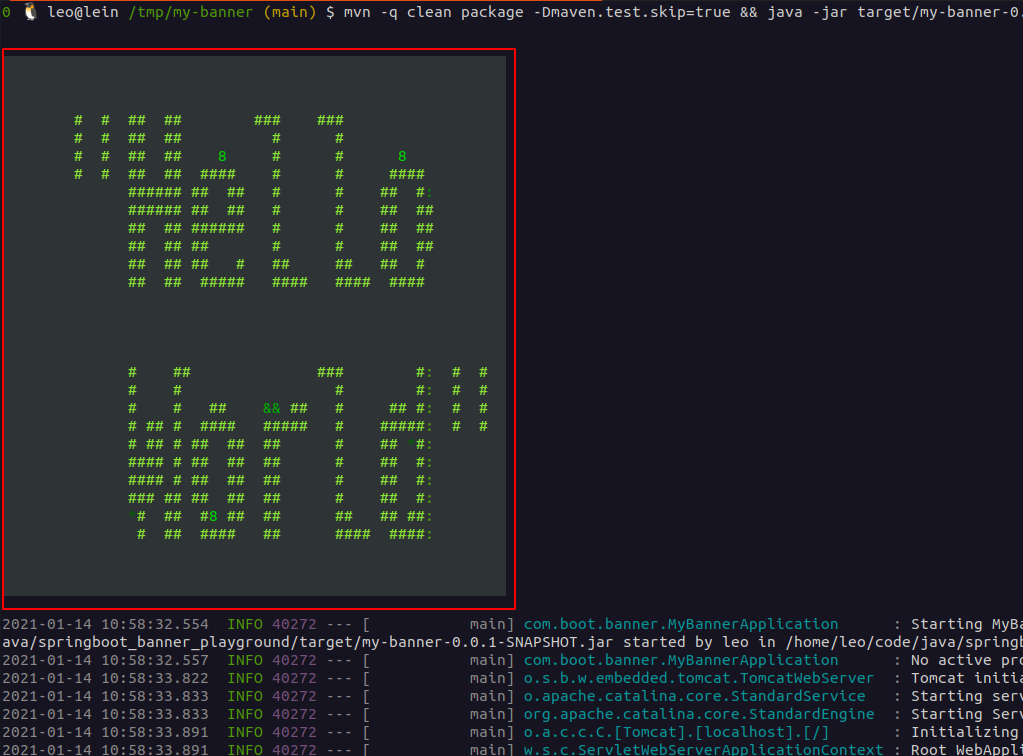 0 leo@lein /tmp/my-banner (main) $ mvn -q clean package -Dmaven.test.skip=true && java -jar target/my-banner-0.
"Hello
World"
2021-01-14 10:58:32.554 INFO 40272 --- [ main] com.boot.banner.MyBannerApplication : Starting MyBa
ava/springboot_banner_playground/target/my-banner-0.0.1-SNAPSHOT.jar started by leo in /home/leo/code/java/springb
2021-01-14 10:58:32.557 INFO 40272 --- [ main] com.boot.banner.MyBannerApplication : No active pro
2021-01-14 10:58:33.822 INFO 40272 --- [ main] o.s.b.w.embedded.tomcat.TomcatWebServer : Tomcat initia
2021-01-14 10:58:33.833 INFO 40272 --- [ main] o.apache.catalina.core.StandardService : Starting serv
2021-01-14 10:58:33.833 INFO 40272 --- [ main] org.apache.catalina.core.StandardEngine : Starting Serv
2021-01-14 10:58:33.891 INFO 40272 --- [ main] o.a.c.c.C.[Tomcat].[localhost].[/] : Initializing
2021-01-14 10:58:33.891 INFO 40272 --- [ main] w.s.c.ServletWebServerApplicationContext : Root WebAppl